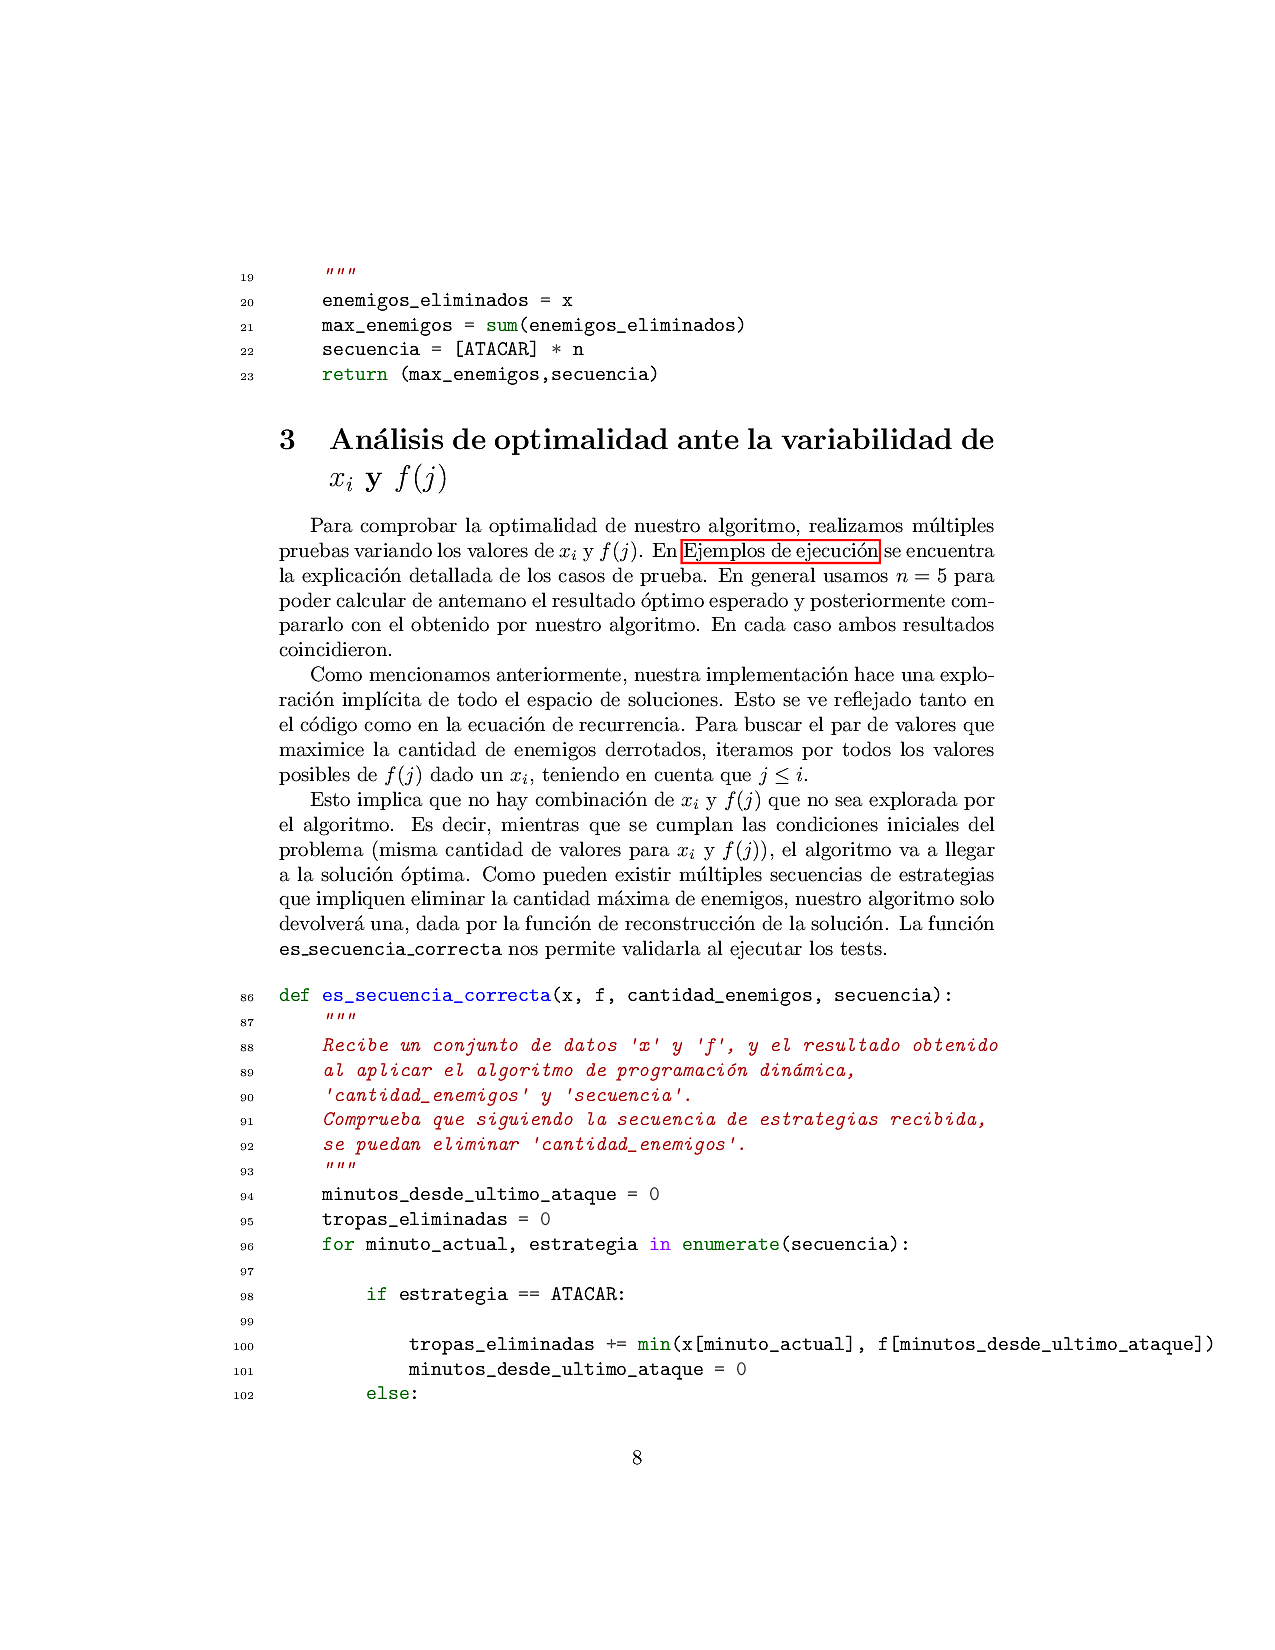 19 """
20 enemigos_eliminados = x
21 max_enemigos = sum(enemigos_eliminados)
22 secuencia = [ATACAR] * n
23 return (max_enemigos,secuencia)
3 Análisis de optimalidad ante la variabilidad de
xᵢ y f(j)
Para comprobar la optimalidad de nuestro algoritmo, realizamos múltiples
pruebas variando los valores de xᵢ y f(j). En Ejemplos de ejecución se encuentra
la explicación detallada de los casos de prueba. En general usamos n = 5 para
poder calcular de antemano el resultado óptimo esperado y posteriormente com-
pararlo con el obtenido por nuestro algoritmo. En cada caso ambos resultados
coincidieron.
Como mencionamos anteriormente, nuestra implementación hace una explo-
ración implícita de todo el espacio de soluciones. Esto se ve reflejado tanto en
el código como en la ecuación de recurrencia. Para buscar el par de valores que
maximice la cantidad de enemigos derrotados, iteramos por todos los valores
posibles de f(j) dado un xᵢ, teniendo en cuenta que j ≤ i.
Esto implica que no hay combinación de xᵢ y f(j) que no sea explorada por
el algoritmo. Es decir, mientras que se cumplan las condiciones iniciales del
problema (misma cantidad de valores para xᵢ y f(j)), el algoritmo va a llegar
a la solución óptima. Como pueden existir múltiples secuencias de estrategias
que impliquen eliminar la cantidad máxima de enemigos, nuestro algoritmo solo
devolverá una, dada por la función de reconstrucción de la solución. La función
es_secuencia_correcta nos permite validarla al ejecutar los tests.
86 def es_secuencia_correcta(x, f, cantidad_enemigos, secuencia):
87 """
88 Recibe un conjunto de datos 'x' y 'f', y el resultado obtenido
89 al aplicar el algoritmo de programación dinámica,
90 'cantidad_enemigos' y 'secuencia'.
91 Comprueba que siguiendo la secuencia de estrategias recibida,
92 se puedan eliminar 'cantidad_enemigos'.
93 """
94 minutos_desde_ultimo_ataque = 0
95 tropas_eliminadas = 0
96 for minuto_actual, estrategia in enumerate(secuencia):
97
98 if estrategia == ATACAR:
99
100 tropas_eliminadas += min(x[minuto_actual], f[minutos_desde_ultimo_ataque])
101 minutos_desde_ultimo_ataque = 0
102 else:
8